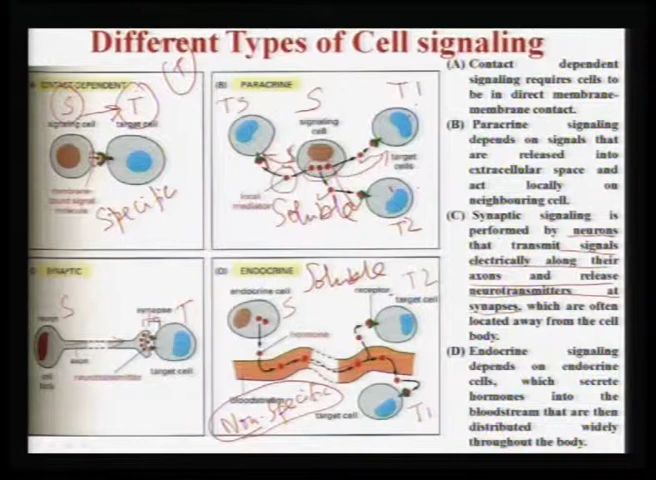 Different Types of Cell signaling
CONTACT-DEPENDENT
S
T
T
signaling cell
target cell
membrane-
bound signal
molecule
Specific
(B) PARACRINE
S
T3
T1
signaling
cell
target
cells
local
mediator
Soluble
T2
SYNAPTIC
S
T
synapse
axon
neurotransmitter
target cell
cell
body
(D) ENDOCRINE
Soluble
T2
endocrine cell
S
receptor
target cell
hormone
bloodstream
Non-Specific
target cell
T1
(A) Contact dependent
signaling requires cells to
be in direct membrane-
membrane contact.
(B) Paracrine signaling
depends on signals that
are released into
extracellular space and
act locally on
neighbouring cell.
(C) Synaptic signaling is
performed by neurons
that transmit signals
electrically along their
axons and release
neurotransmitters at
synapses, which are often
located away from the cell
body.
(D) Endocrine signaling
depends on endocrine
cells, which secrete
hormones into the
bloodstream that are then
distributed widely
throughout the body.